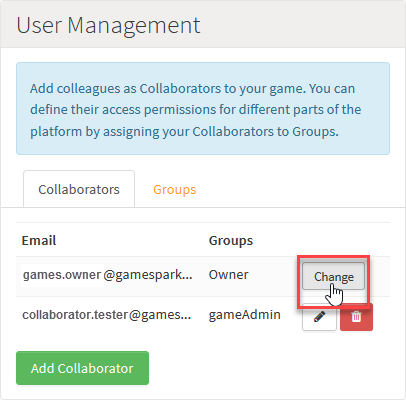 User Management
Add colleagues as Collaborators to your game. You can
define their access permissions for different parts of the
platform by assigning your Collaborators to Groups.
Collaborators Groups
Email Groups
games.owner@gamespark... Owner Change
collaborator.tester@games... gameAdmin
Add Collaborator